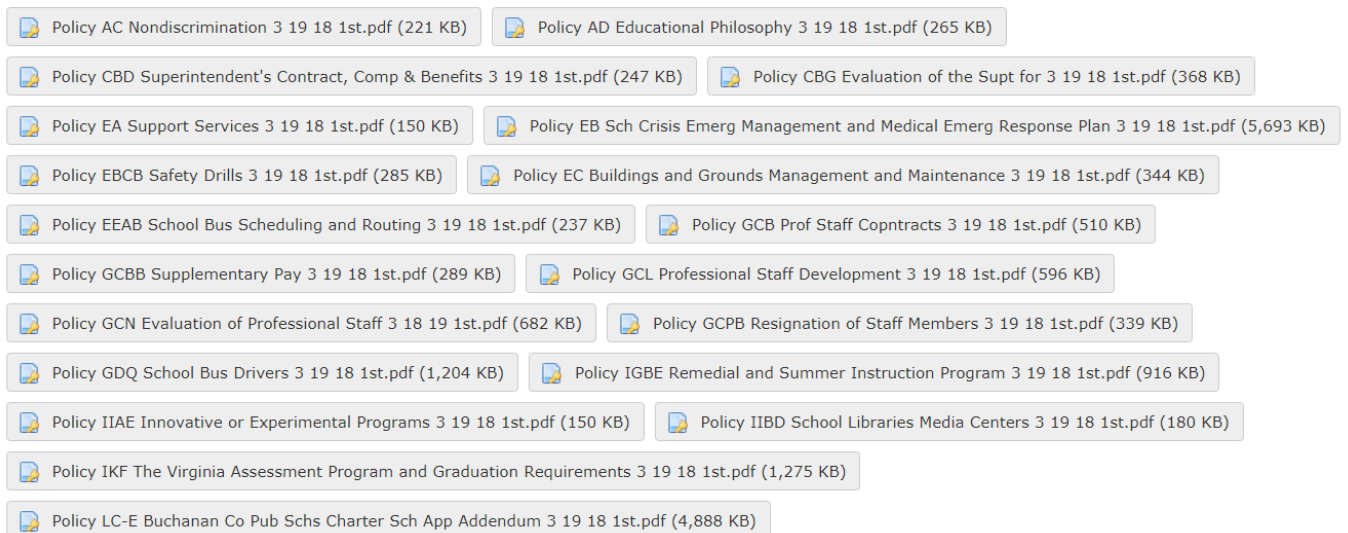 Policy AC Nondiscrimination 3 19 18 1st.pdf (221 KB) Policy AD Educational Philosophy 3 19 18 1st.pdf (265 KB)
Policy CBD Superintendent's Contract, Comp & Benefits 3 19 18 1st.pdf (247 KB) Policy CBG Evaluation of the Supt for 3 19 18 1st.pdf (368 KB)
Policy EA Support Services 3 19 18 1st.pdf (150 KB) Policy EB Sch Crisis Emerg Management and Medical Emerg Response Plan 3 19 18 1st.pdf (5,693 KB)
Policy EBCB Safety Drills 3 19 18 1st.pdf (285 KB) Policy EC Buildings and Grounds Management and Maintenance 3 19 18 1st.pdf (344 KB)
Policy EEAB School Bus Scheduling and Routing 3 19 18 1st.pdf (237 KB) Policy GCB Prof Staff Copntracts 3 19 18 1st.pdf (510 KB)
Policy GCBB Supplementary Pay 3 19 18 1st.pdf (289 KB) Policy GCL Professional Staff Development 3 19 18 1st.pdf (596 KB)
Policy GCN Evaluation of Professional Staff 3 18 19 1st.pdf (682 KB) Policy GCPB Resignation of Staff Members 3 19 18 1st.pdf (339 KB)
Policy GDQ School Bus Drivers 3 19 18 1st.pdf (1,204 KB) Policy IGBE Remedial and Summer Instruction Program 3 19 18 1st.pdf (916 KB)
Policy IIAE Innovative or Experimental Programs 3 19 18 1st.pdf (150 KB) Policy IIBD School Libraries Media Centers 3 19 18 1st.pdf (180 KB)
Policy IKF The Virginia Assessment Program and Graduation Requirements 3 19 18 1st.pdf (1,275 KB)
Policy LC-E Buchanan Co Pub Schs Charter Sch App Addendum 3 19 18 1st.pdf (4,888 KB)